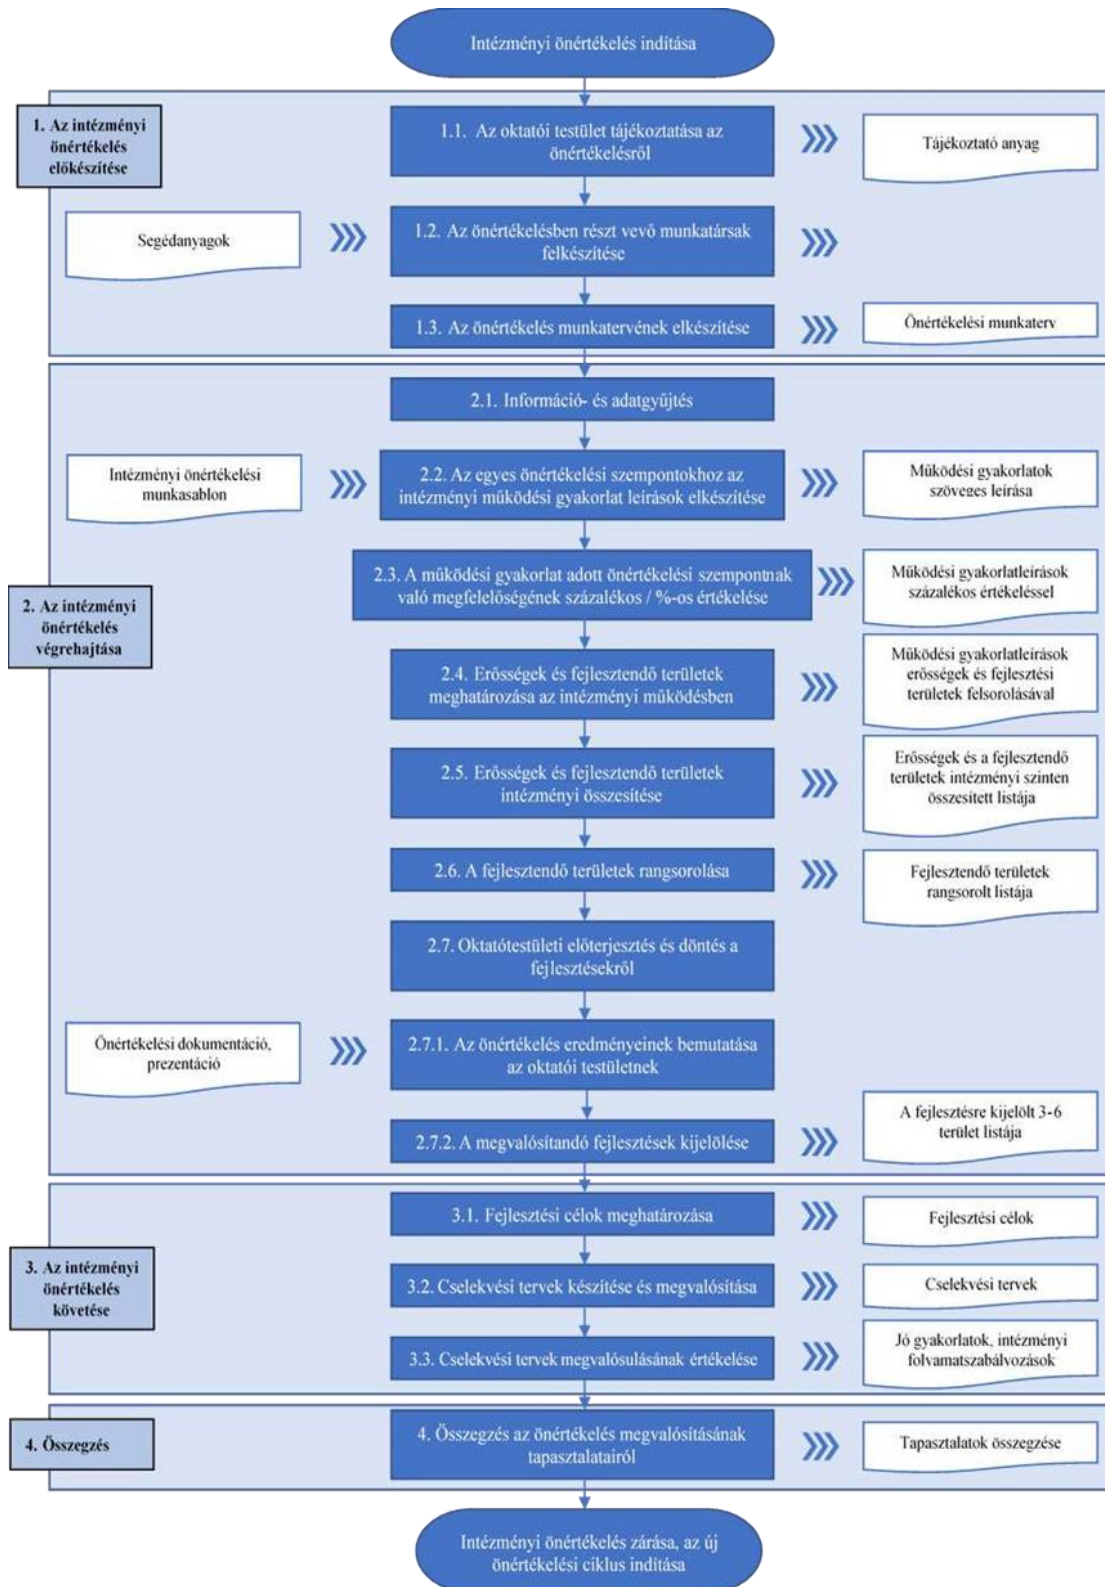 Intézményi önértékelés indítása
1. Az intézményi
önértékelés
előkészítése
1.1. Az oktatói testület tájékoztatása az
önértékelésről
Tájékoztató anyag
Segédanyagok
1.2. Az önértékelésben részt vevő munkatársak
felkészítése
1.3. Az önértékelés munkatervének elkészítése
Önértékelési munkaterv
2. Az intézményi
önértékelés
végrehajtása
2.1. Információ- és adatgyűjtés
Intézményi önértékelési
munkasablon
2.2. Az egyes önértékelési szempontokhoz az
intézményi működési gyakorlat leírások elkészítése
Működési gyakorlatok
szöveges leírása
2.3. A működési gyakorlat adott önértékelési szempontnak
való megfelelőségének százalékos / %-os értékelése
Működési gyakorlatleírások
százalékos értékeléssel
2.4. Erősségek és fejlesztendő területek
meghatározása az intézményi működésben
Működési gyakorlatleírások
erősségek és fejlesztési
területek felsorolásával
2.5. Erősségek és fejlesztendő területek
intézményi összesítése
Erősségek és a fejlesztendő
területek intézményi szinten
összesített listája
2.6. A fejlesztendő területek rangsorolása
Fejlesztendő területek
rangsorolt listája
2.7. Oktatótestületi előterjesztés és döntés a
fejlesztésekről
Önértékelési dokumentáció,
prezentáció
2.7.1. Az önértékelés eredményeinek bemutatása
az oktatói testületnek
2.7.2. A megvalósítandó fejlesztések kijelölése
A fejlesztésre kijelölt 3-6
terület listája
3. Az intézményi
önértékelés
követése
3.1. Fejlesztési célok meghatározása
Fejlesztési célok
3.2. Cselekvési tervek készítése és megvalósítása
Cselekvési tervek
3.3. Cselekvési tervek megvalósulásának értékelése
Jó gyakorlatok, intézményi
folyamatszabályozások
4. Összegzés
4. Összegzés az önértékelés megvalósításának
tapasztalatairól
Tapasztalatok összegzése
Intézményi önértékelés zárása, az új
önértékelési ciklus indítása